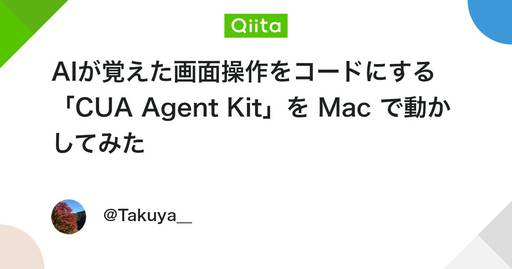 Qiita
AIが覚えた画面操作をコードにする
「CUA Agent Kit」を Mac で動か
してみた
@Takuya__